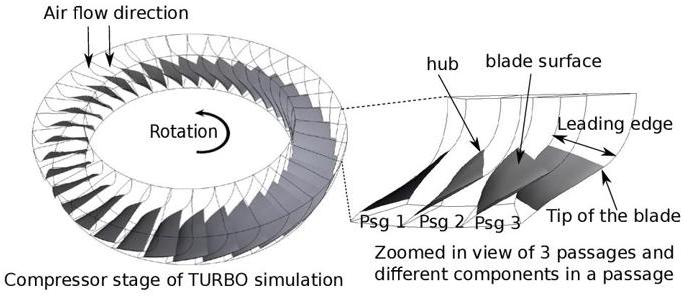 Air flow direction
Rotation
Compressor stage of TURBO simulation
hub
blade surface
Leading edge
Psg 1
Psg 2
Psg 3
Tip of the blade
Zoomed in view of 3 passages and
different components in a passage